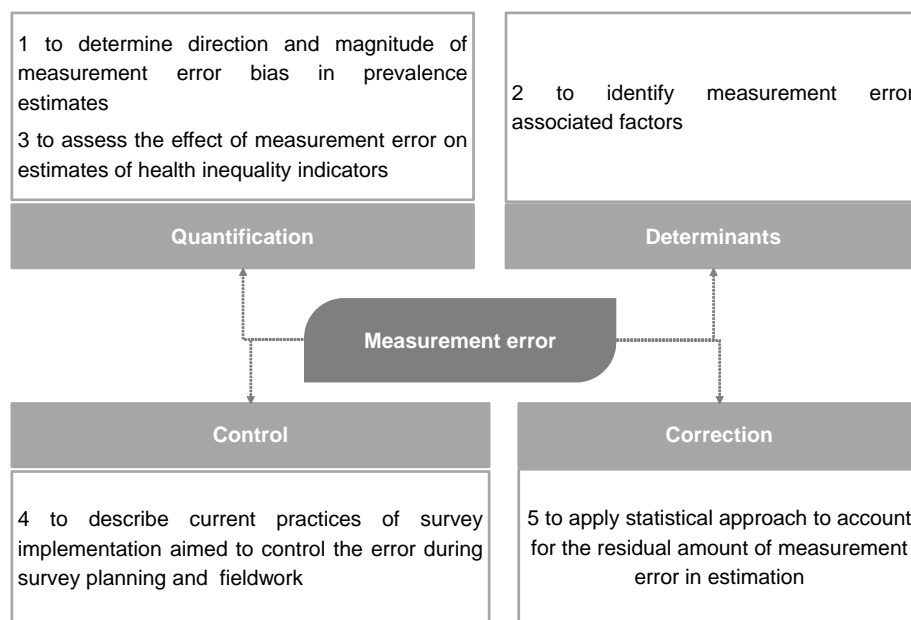 1 to determine direction and magnitude of
measurement error bias in prevalence
estimates
3 to assess the effect of measurement error on
estimates of health inequality indicators
Quantification
2 to identify measurement error
associated factors
Determinants
Measurement error
Control
4 to describe current practices of survey
implementation aimed to control the error during
survey planning and fieldwork
Correction
5 to apply statistical approach to account
for the residual amount of measurement
error in estimation